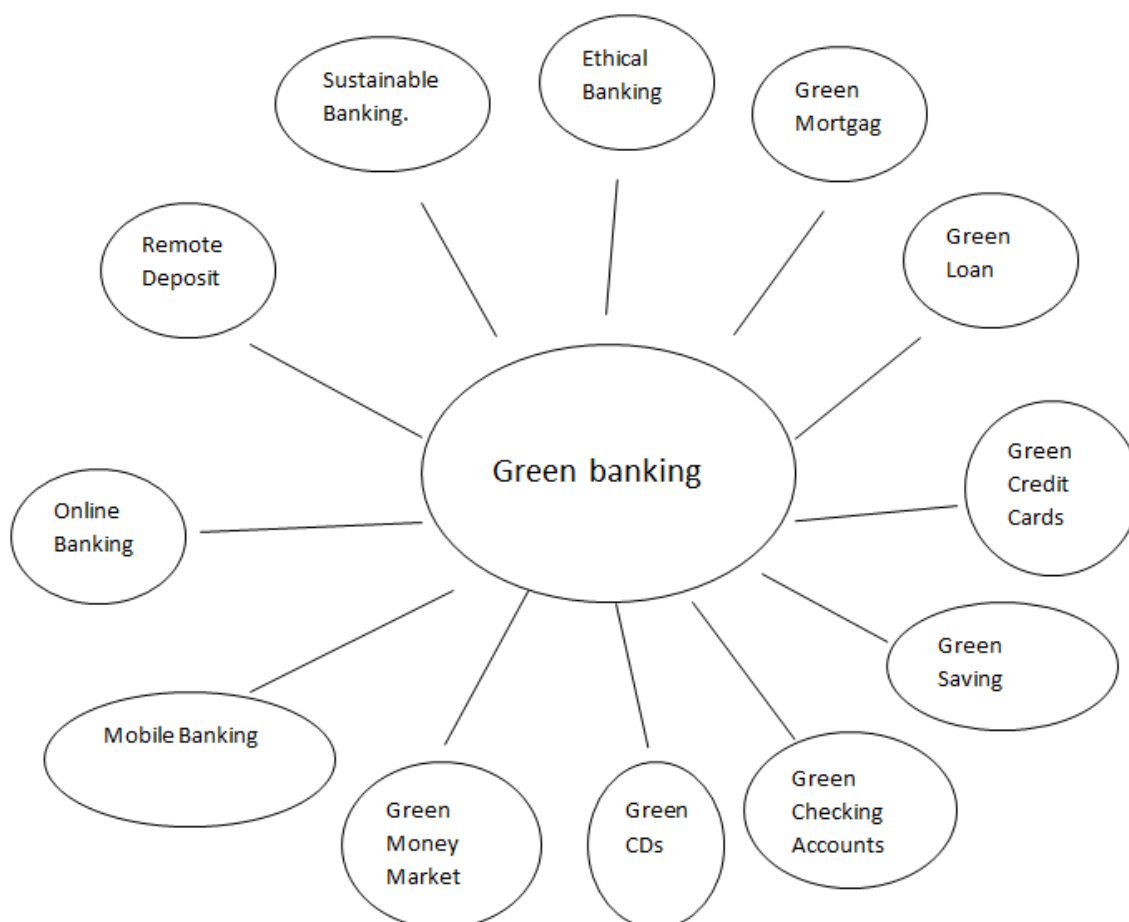 Sustainable
Banking.
Ethical
Banking
Green
Mortgag
Remote
Deposit
Green
Loan
Green banking
Green
Credit
Cards
Online
Banking
Green
Saving
Mobile Banking
Green
Money
Market
Green
CDs
Green
Checking
Accounts